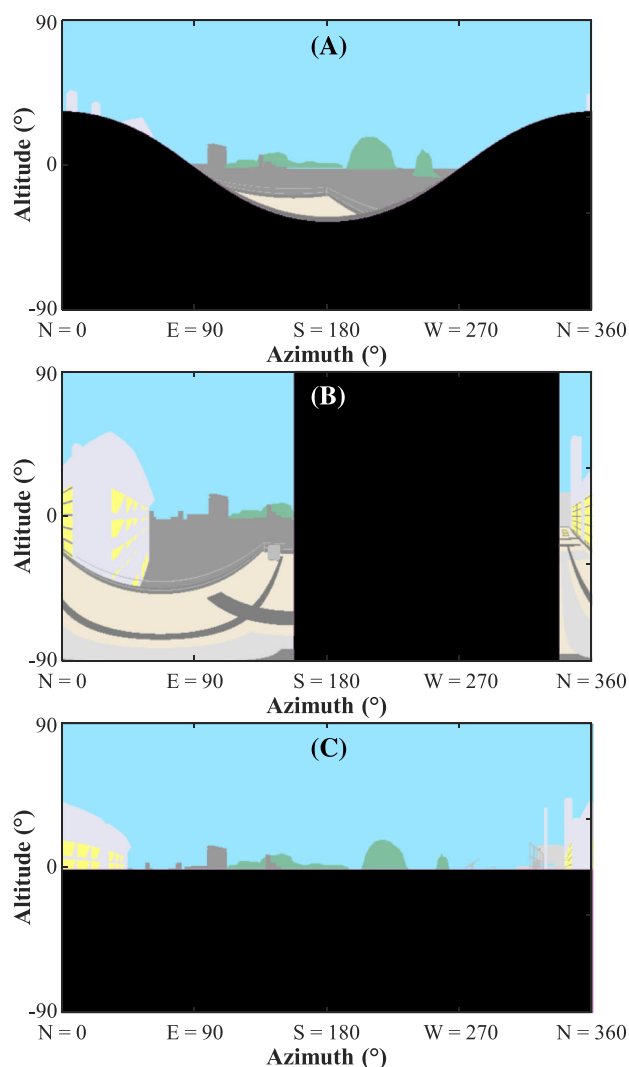 (A)
90
0
-90
Altitude (°)
N = 0 E = 90 S = 180 W = 270 N = 360
Azimuth (°)
(B)
90
0
-90
Altitude (°)
N = 0 E = 90 S = 180 W = 270 N = 360
Azimuth (°)
(C)
90
0
-90
Altitude (°)
N = 0 E = 90 S = 180 W = 270 N = 360
Azimuth (°)